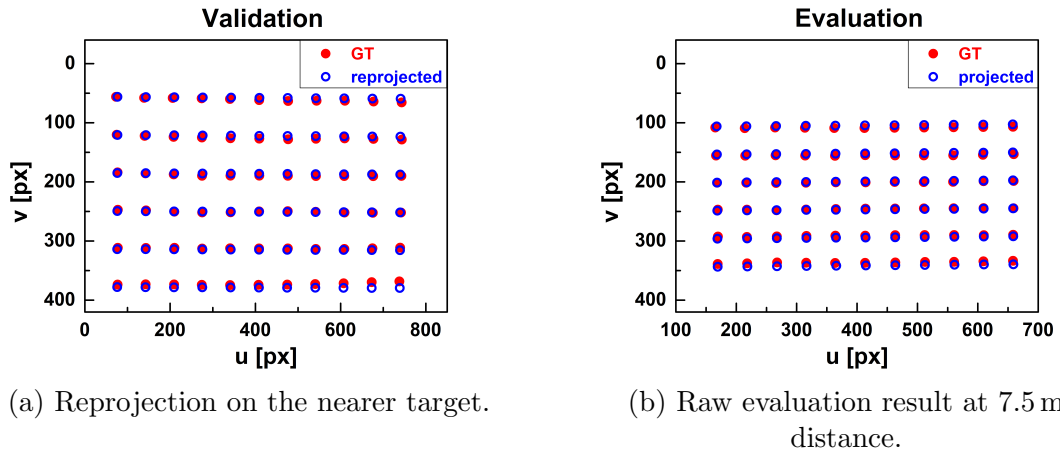 Validation
GT
reprojected
0
100
200
300
400
v [px]
0
200
400
600
800
u [px]
(a) Reprojection on the nearer target.
Evaluation
GT
projected
0
100
200
300
400
v [px]
100
200
300
400
500
600
700
u [px]
(b) Raw evaluation result at 7.5 m
distance.